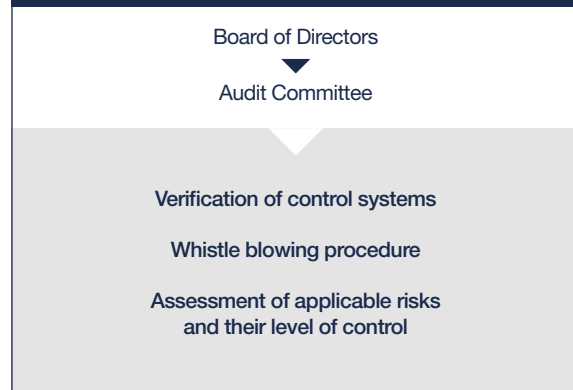 Board of Directors
Audit Committee
Verification of control systems
Whistle blowing procedure
Assessment of applicable risks
and their level of control